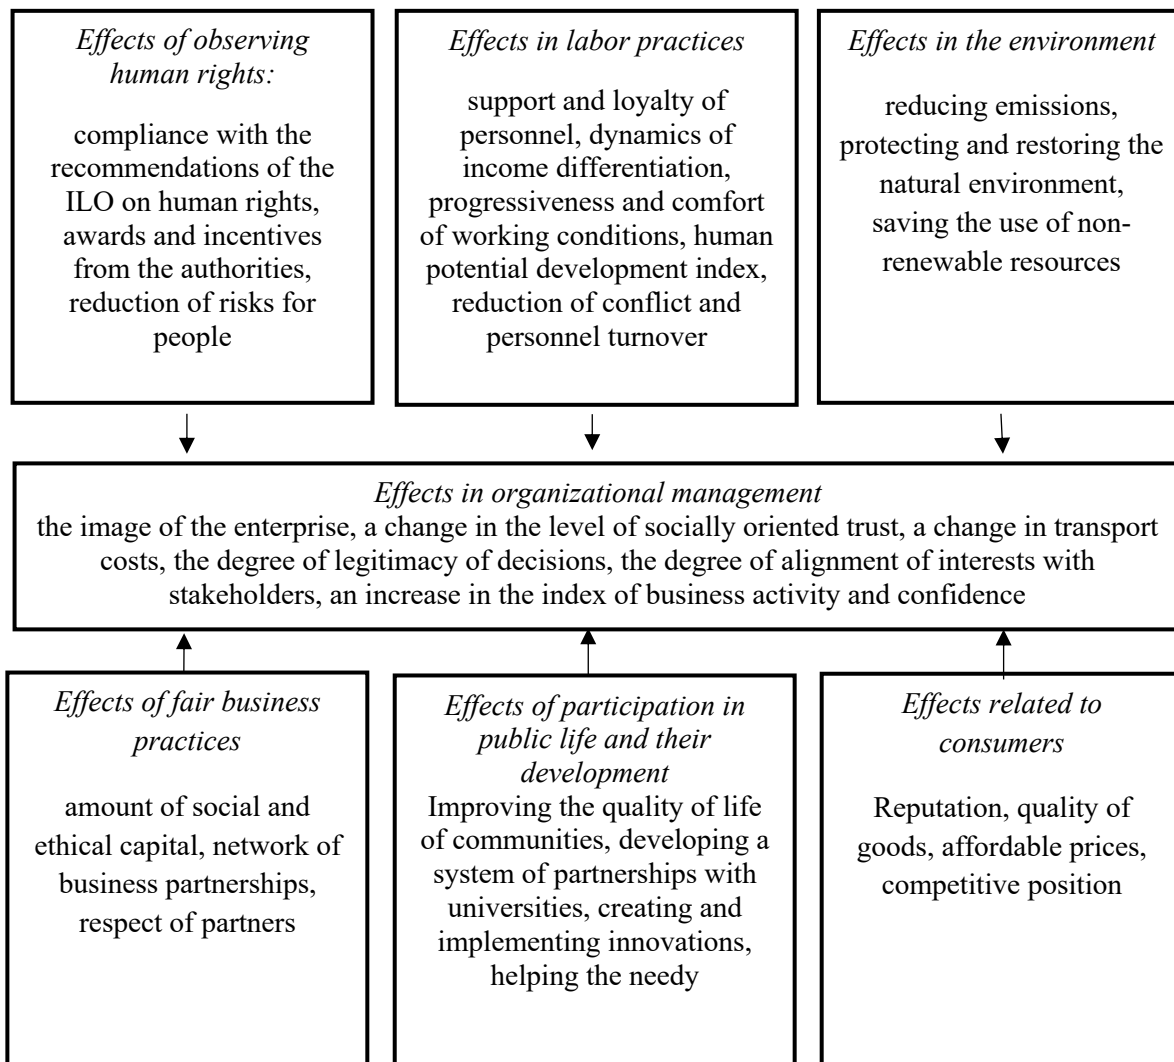 Effects of observing
human rights:
compliance with the
recommendations of the
ILO on human rights,
awards and incentives
from the authorities,
reduction of risks for
people
Effects in labor practices
support and loyalty of
personnel, dynamics of
income differentiation,
progressiveness and comfort
of working conditions, human
potential development index,
reduction of conflict and
personnel turnover
Effects in the environment
reducing emissions,
protecting and restoring the
natural environment,
saving the use of non-
renewable resources
Effects in organizational management
the image of the enterprise, a change in the level of socially oriented trust, a change in transport
costs, the degree of legitimacy of decisions, the degree of alignment of interests with
stakeholders, an increase in the index of business activity and confidence
Effects of fair business
practices
amount of social and
ethical capital, network of
business partnerships,
respect of partners
Effects of participation in
public life and their
development
Improving the quality of life
of communities, developing a
system of partnerships with
universities, creating and
implementing innovations,
helping the needy
Effects related to
consumers
Reputation, quality of
goods, affordable prices,
competitive position